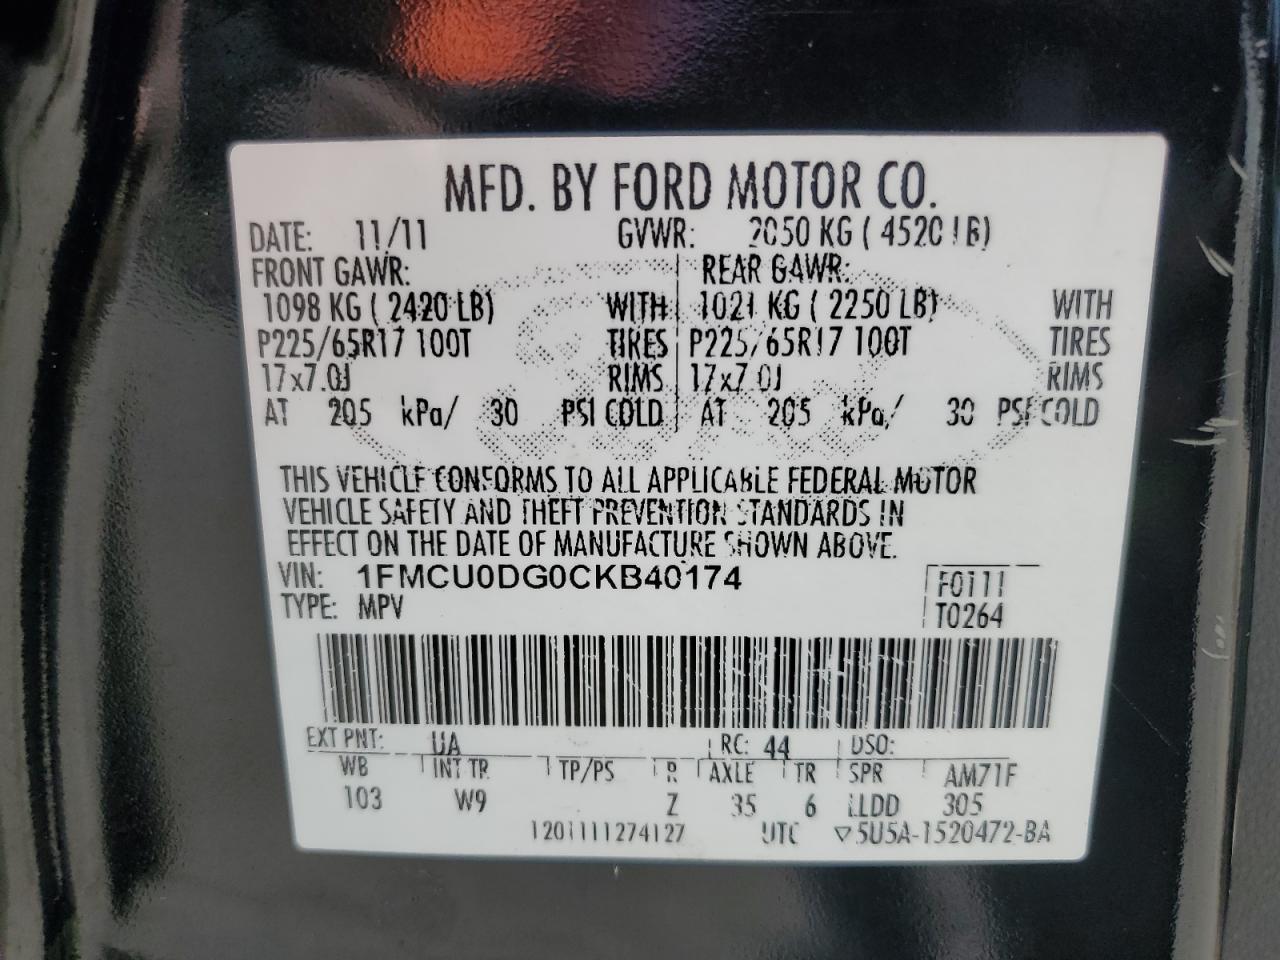 MFD. BY FORD MOTOR CO.
DATE: 11/11 GVWR: 2050 KG ( 4520 LB)
FRONT GAWR: REAR GAWR:
1098 KG ( 2420 LB) WITH 1021 KG ( 2250 LB) WITH
P225/65R17 100T TIRES P225/65R17 100T TIRES
17x7.0J RIMS 17x7.0J RIMS
AT 205 kPa/ 30 PSI COLD AT 205 kPa/ 30 PSI COLD
THIS VEHICLE CONFORMS TO ALL APPLICABLE FEDERAL MOTOR
VEHICLE SAFETY AND THEFT PREVENTION STANDARDS IN
EFFECT ON THE DATE OF MANUFACTURE SHOWN ABOVE.
VIN: 1FMCU0DG0CKB40174 F0111
TYPE: MPV T0264
EXT PNT: UA RC: 44 DSO:
WB INT TR TP/PS R AXLE TR SPR AM71F
103 W9 Z 35 6 LLDD 305
1201111274127 UTC ▽5U5A-1520472-BA